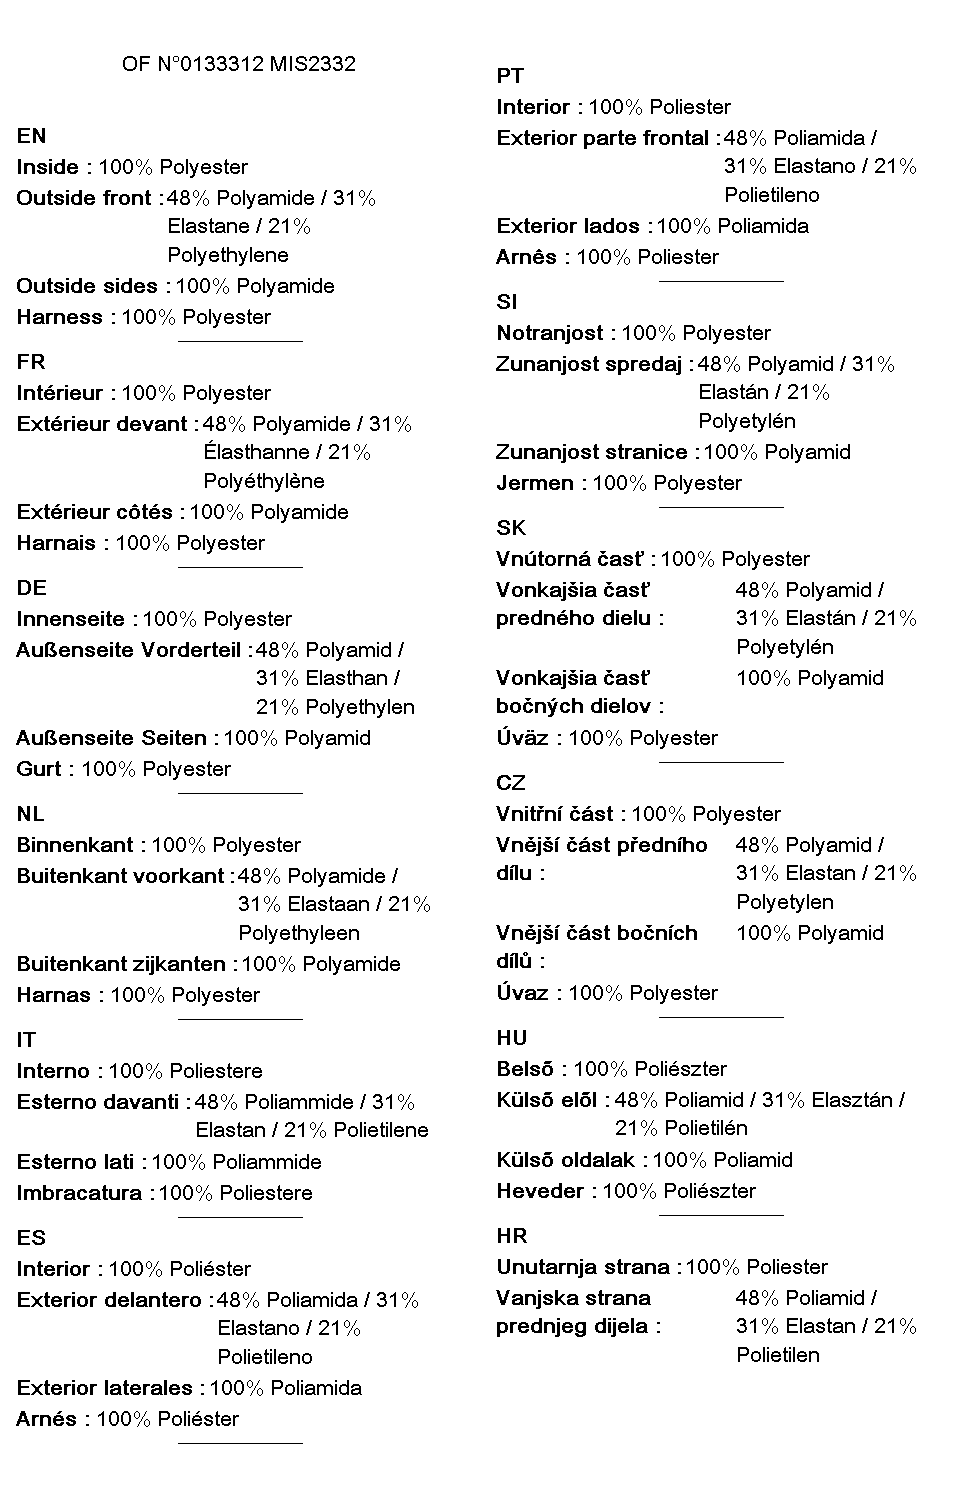 OF N°0133312 MIS2332
EN
Inside : 100% Polyester
Outside front : 48% Polyamide / 31%
Elastane / 21%
Polyethylene
Outside sides : 100% Polyamide
Harness : 100% Polyester
FR
Intérieur : 100% Polyester
Extérieur devant : 48% Polyamide / 31%
Élasthanne / 21%
Polyéthylène
Extérieur côtés : 100% Polyamide
Harnais : 100% Polyester
DE
Innenseite : 100% Polyester
Außenseite Vorderteil : 48% Polyamid /
31% Elasthan /
21% Polyethylen
Außenseite Seiten : 100% Polyamid
Gurt : 100% Polyester
NL
Binnenkant : 100% Polyester
Buitenkant voorkant : 48% Polyamide /
31% Elastaan / 21%
Polyethyleen
Buitenkant zijkanten : 100% Polyamide
Harnas : 100% Polyester
IT
Interno : 100% Poliestere
Esterno davanti : 48% Poliammide / 31%
Elastan / 21% Polietilene
Esterno lati : 100% Poliammide
Imbracatura : 100% Poliestere
ES
Interior : 100% Poliéster
Exterior delantero : 48% Poliamida / 31%
Elastano / 21%
Polietileno
Exterior laterales : 100% Poliamida
Arnés : 100% Poliéster
PT
Interior : 100% Poliester
Exterior parte frontal : 48% Poliamida /
31% Elastano / 21%
Polietileno
Exterior lados : 100% Poliamida
Arnês : 100% Poliester
SI
Notranjost : 100% Polyester
Zunanjost spredaj : 48% Polyamid / 31%
Elastán / 21%
Polyetylén
Zunanjost stranice : 100% Polyamid
Jermen : 100% Polyester
SK
Vnútorná časť : 100% Polyester
Vonkajšia časť 48% Polyamid /
predného dielu : 31% Elastán / 21%
Polyetylén
Vonkajšia časť 100% Polyamid
bočných dielov :
Úväz : 100% Polyester
CZ
Vnitřní část : 100% Polyester
Vnější část předního 48% Polyamid /
dílu : 31% Elastan / 21%
Polyetylen
Vnější část bočních 100% Polyamid
dílů :
Úvaz : 100% Polyester
HU
Belsõ : 100% Poliészter
Külsõ elõl : 48% Poliamid / 31% Elasztán /
21% Polietilén
Külsõ oldalak : 100% Poliamid
Heveder : 100% Poliészter
HR
Unutarnja strana : 100% Poliester
Vanjska strana 48% Poliamid /
prednjeg dijela : 31% Elastan / 21%
Polietilen